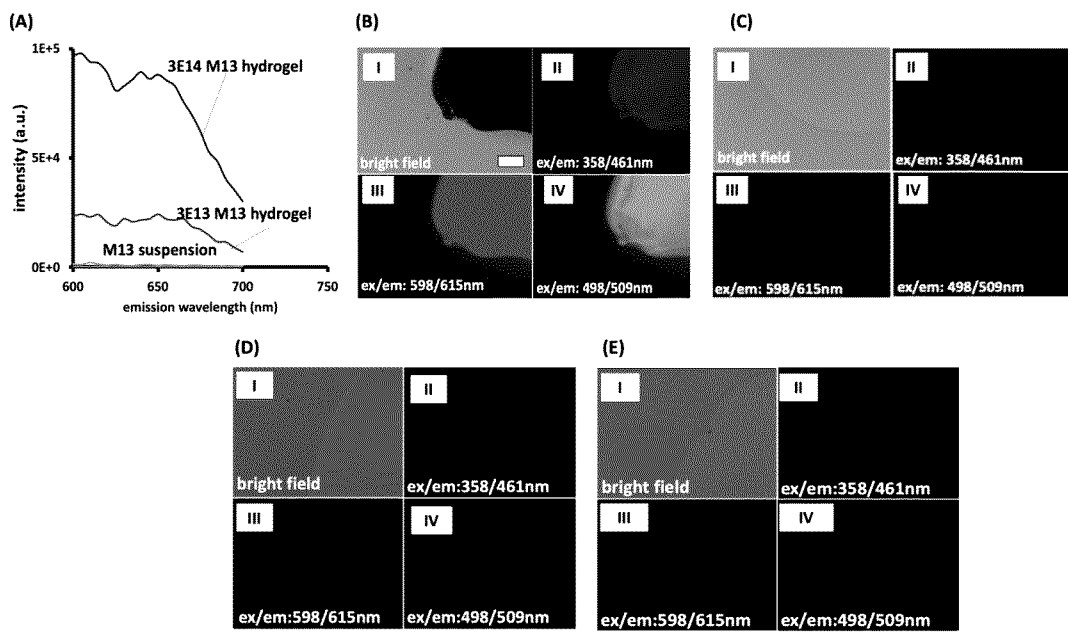 (A)
1E+5
5E+4
0E+0
intensity (a.u.)
3E14 M13 hydrogel
3E13 M13 hydrogel
M13 suspension
600
650
700
750
emission wavelength (nm)
(B)
I
bright field
II
ex/em: 358/461nm
III
ex/em: 598/615nm
IV
ex/em: 498/509nm
(C)
I
bright field
II
ex/em: 358/461nm
III
ex/em: 598/615nm
IV
ex/em: 498/509nm
(D)
I
bright field
II
ex/em:358/461nm
III
ex/em:598/615nm
IV
ex/em:498/509nm
(E)
I
bright field
II
ex/em:358/461nm
III
ex/em:598/615nm
IV
ex/em:498/509nm